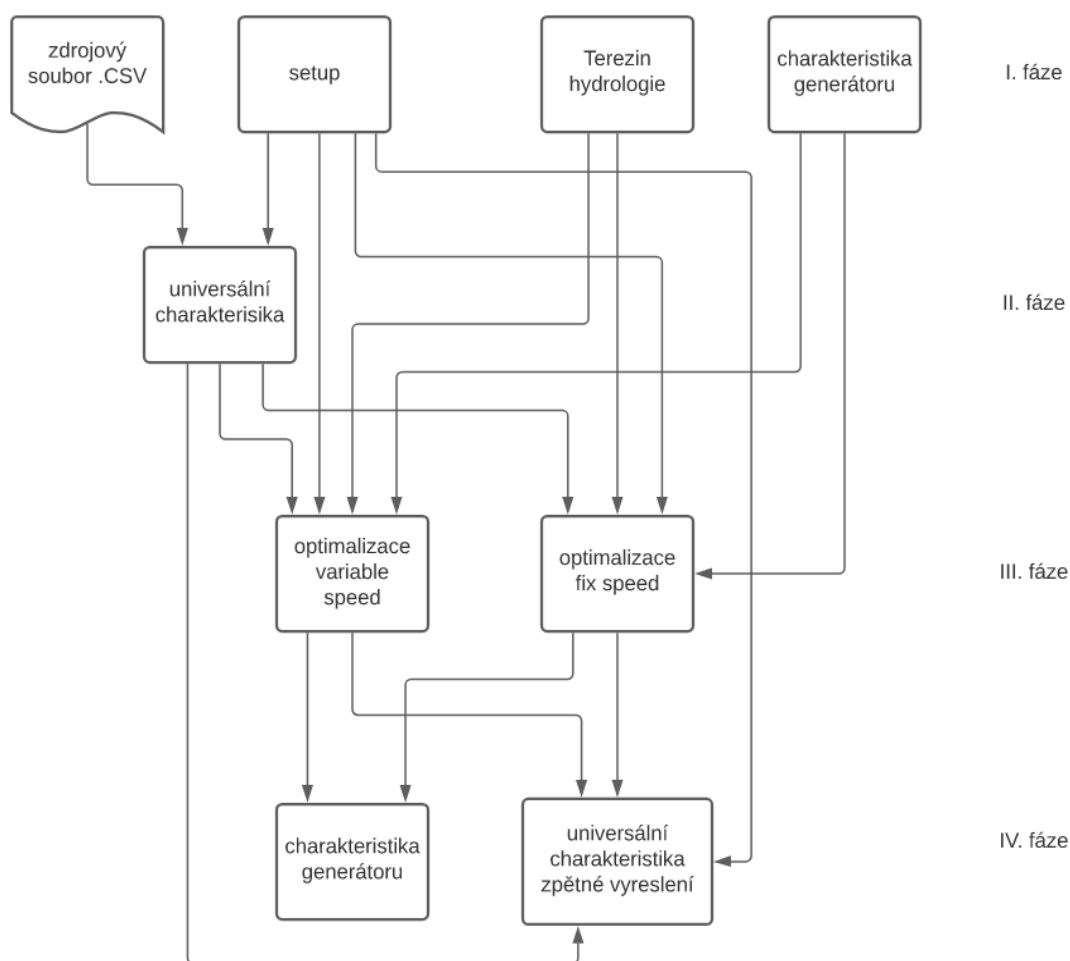 zdrojový
soubor .CSV
setup
Terezin
hydrologie
charakteristika
generátoru
I. fáze
universální
charakterisika
II. fáze
optimalizace
variable
speed
optimalizace
fix speed
III. fáze
charakteristika
generátoru
universální
charakteristika
zpětné vyreslení
IV. fáze